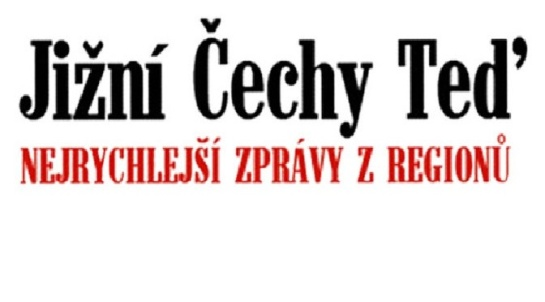 Jižní Čechy Teď
NEJRYCHLEJŠÍ ZPRÁVY Z REGIONŮ